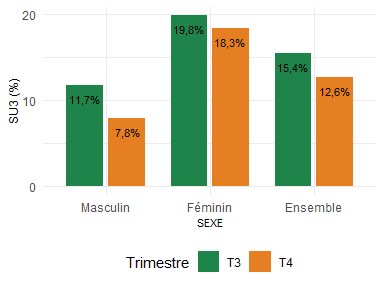 20
19,8%
18,3%
15,4%
12,6%
11,7%
10
7,8%
0
SU3 (%)
Masculin Féminin Ensemble
SEXE
Trimestre T3 T4